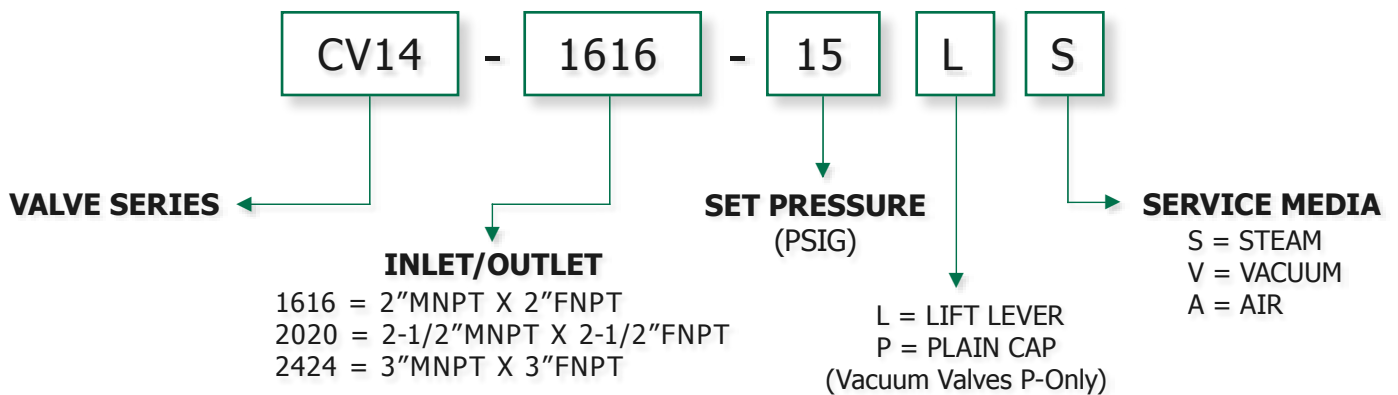 CV14 - 1616 - 15 L S
VALVE SERIES
INLET/OUTLET
1616 = 2”MNPT X 2”FNPT
2020 = 2-1/2”MNPT X 2-1/2”FNPT
2424 = 3”MNPT X 3”FNPT
SET PRESSURE
(PSIG)
L = LIFT LEVER
P = PLAIN CAP
(Vacuum Valves P-Only)
SERVICE MEDIA
S = STEAM
V = VACUUM
A = AIR